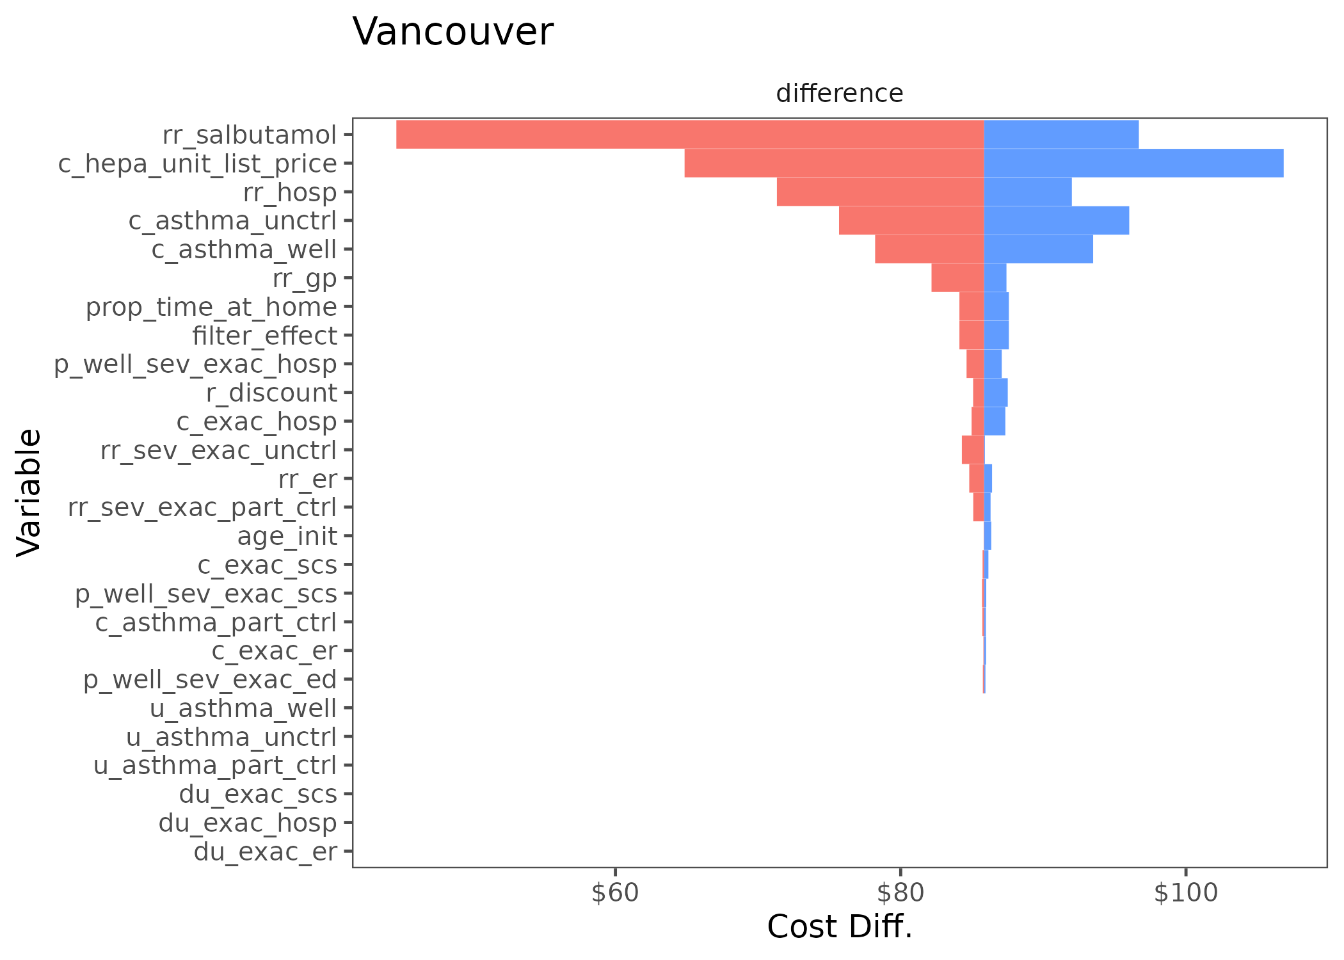 Vancouver
difference
rr_salbutamol
c_hepa_unit_list_price
rr_hosp
c_asthma_unctrl
c_asthma_well
rr_gp
prop_time_at_home
filter_effect
p_well_sev_exac_hosp
r_discount
c_exac_hosp
rr_sev_exac_unctrl
rr_er
rr_sev_exac_part_ctrl
age_init
c_exac_scs
p_well_sev_exac_scs
c_asthma_part_ctrl
c_exac_er
p_well_sev_exac_ed
u_asthma_well
u_asthma_unctrl
u_asthma_part_ctrl
du_exac_scs
du_exac_hosp
du_exac_er
Variable
$60 $80 $100
Cost Diff.